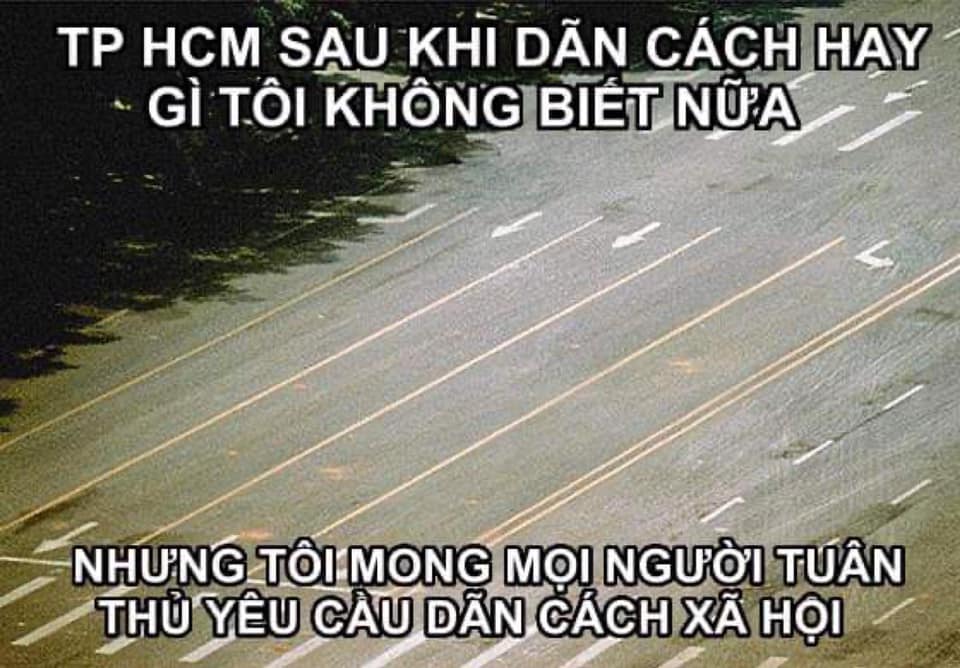 TP HCM SAU KHI DÃN CÁCH HAY
GÌ TÔI KHÔNG BIẾT NỮA
NHƯNG TÔI MONG MỌI NGƯỜI TUÂN
THỦ YÊU CẦU DÃN CÁCH XÃ HỘI